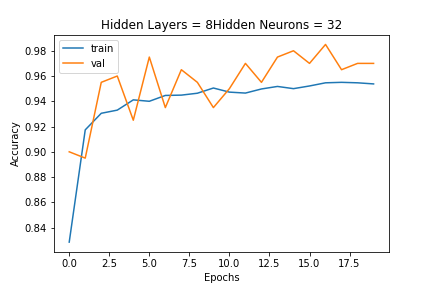 Hidden Layers = 8Hidden Neurons = 32
train
val
Accuracy
0.98
0.96
0.94
0.92
0.90
0.88
0.86
0.84
0.0 2.5 5.0 7.5 10.0 12.5 15.0 17.5
Epochs